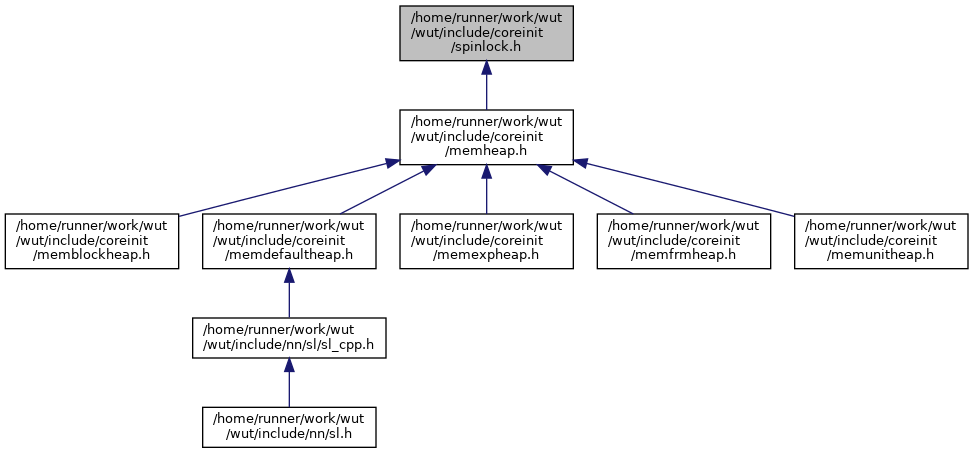 /home/runner/work/wut
/wut/include/coreinit
/spinlock.h
/home/runner/work/wut
/wut/include/coreinit
/memheap.h
/home/runner/work/wut
/wut/include/coreinit
/memblockheap.h
/home/runner/work/wut
/wut/include/coreinit
/memdefaultheap.h
/home/runner/work/wut
/wut/include/coreinit
/memexpheap.h
/home/runner/work/wut
/wut/include/coreinit
/memfrmheap.h
/home/runner/work/wut
/wut/include/coreinit
/memunitheap.h
/home/runner/work/wut
/wut/include/nn/sl/sl_cpp.h
/home/runner/work/wut
/wut/include/nn/sl.h